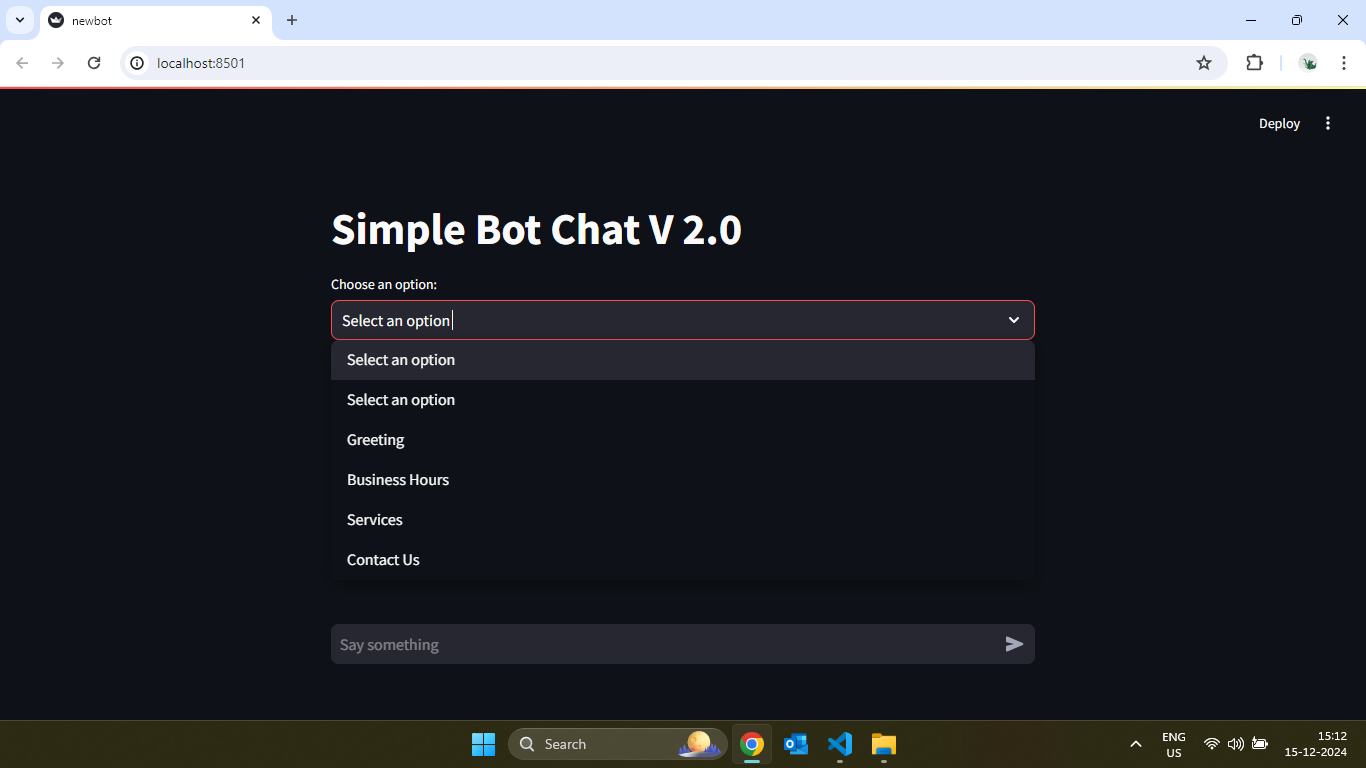 newbot
localhost:8501
Deploy
Simple Bot Chat V 2.0
Choose an option:
Select an option
Select an option
Select an option
Greeting
Business Hours
Services
Contact Us
Say something
Search
ENG
US
15:12
15-12-2024